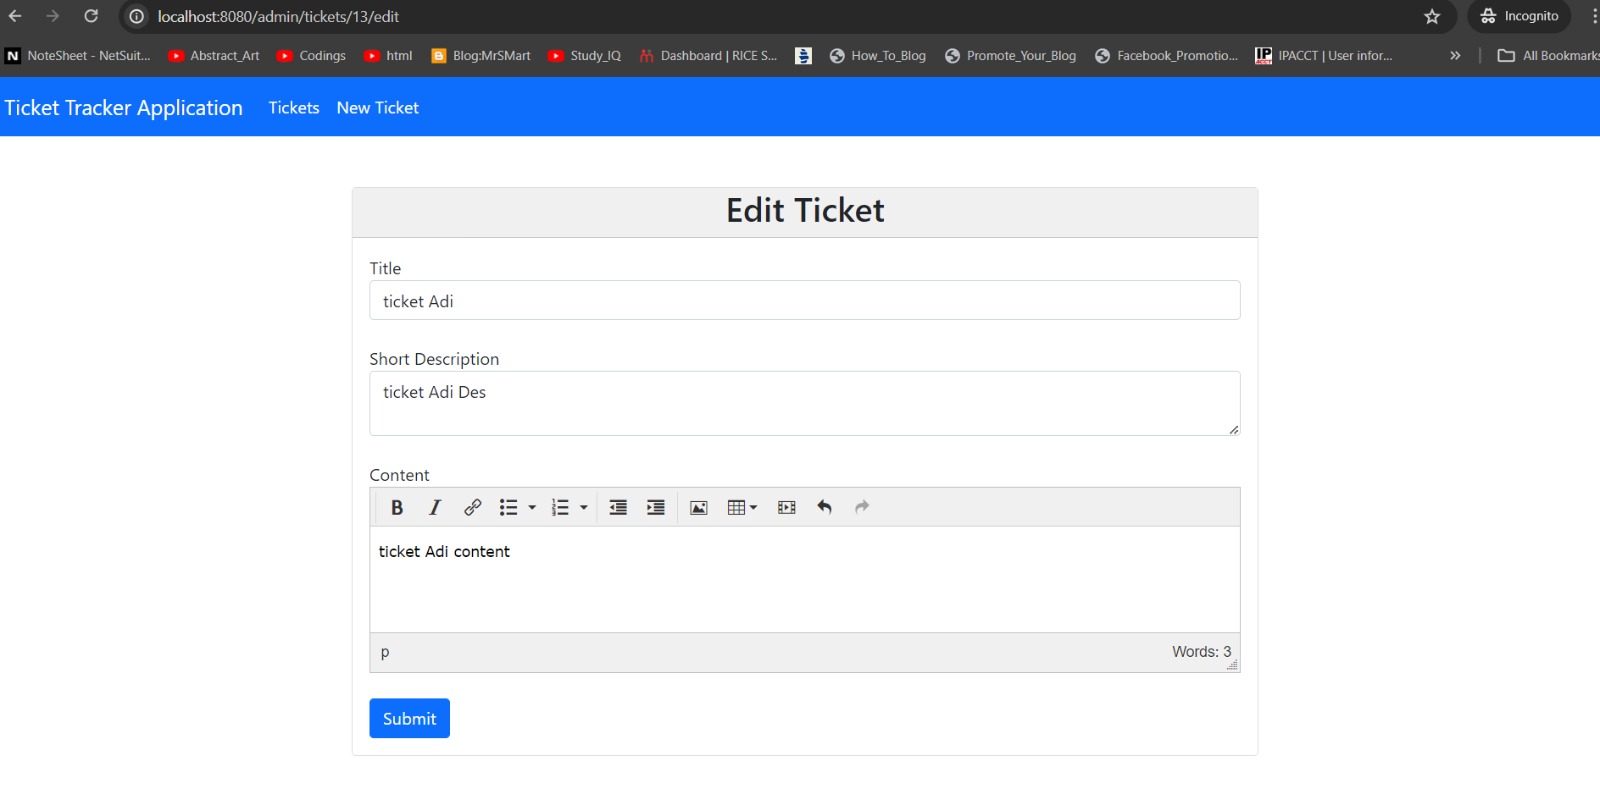 localhost:8080/admin/tickets/13/edit
Incognito
NoteSheet - NetSuit...
Abstract_Art
Codings
html
Blog:MrSMart
Study_IQ
Dashboard | RICE S...
How_To_Blog
Promote_Your_Blog
Facebook_Promotio...
IPACCT | User infor...
All Bookmarks
Ticket Tracker Application
Tickets
New Ticket
Edit Ticket
Title
ticket Adi
Short Description
ticket Adi Des
Content
ticket Adi content
p
Words: 3
Submit